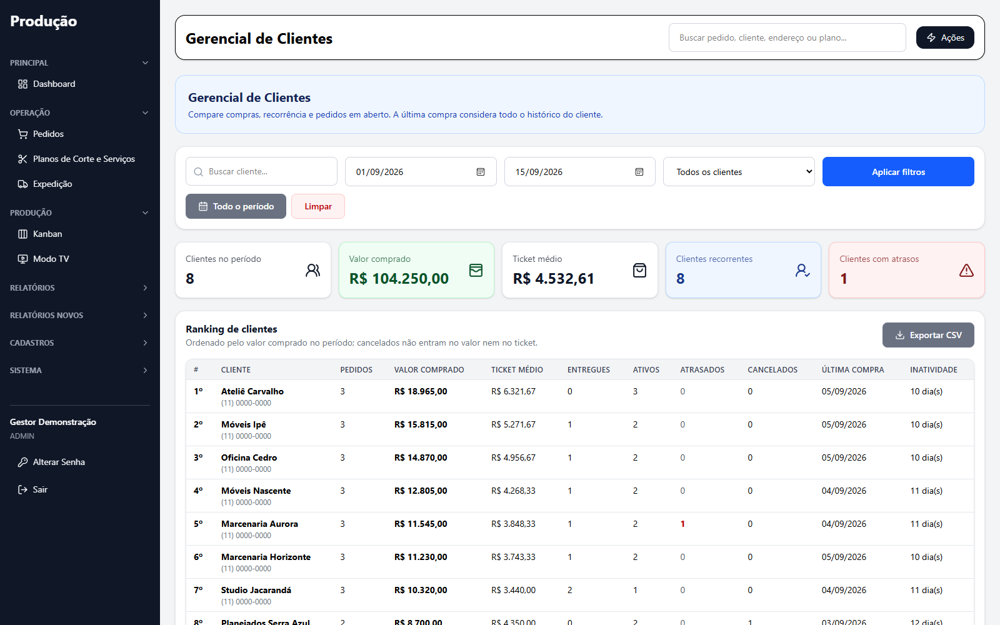 Produção
PRINCIPAL
Dashboard
OPERAÇÃO
Pedidos
Planos de Corte e Serviços
Expedição
PRODUÇÃO
Kanban
Modo TV
RELATÓRIOS
RELATÓRIOS NOVOS
CADASTROS
SISTEMA
Gestor Demonstração
ADMIN
Alterar Senha
Sair
Gerencial de Clientes
Buscar pedido, cliente, endereço ou plano...
Ações
Gerencial de Clientes
Compare compras, recorrência e pedidos em aberto. A última compra considera todo o histórico do cliente.
Buscar cliente...
01/09/2026
15/09/2026
Todos os clientes
Aplicar filtros
Todo o período
Limpar
Clientes no período
8
Valor comprado
R$ 104.250,00
Ticket médio
R$ 4.532,61
Clientes recorrentes
8
Clientes com atrasos
1
Ranking de clientes
Ordenado pelo valor comprado no período; cancelados não entram no valor nem no ticket.
Exportar CSV
# CLIENTE PEDIDOS VALOR COMPRADO TICKET MÉDIO ENTREGUES ATIVOS ATRASADOS CANCELADOS ÚLTIMA COMPRA INATIVIDADE
1º Ateliê Carvalho 3 R$ 18.965,00 R$ 6.321,67 0 3 0 0 05/09/2026 10 dia(s)
(11) 0000-0000
2º Móveis Ipê 3 R$ 15.815,00 R$ 5.271,67 1 2 0 0 05/09/2026 10 dia(s)
(11) 0000-0000
3º Oficina Cedro 3 R$ 14.870,00 R$ 4.956,67 1 2 0 0 05/09/2026 10 dia(s)
(11) 0000-0000
4º Móveis Nascente 3 R$ 12.805,00 R$ 4.268,33 1 2 0 0 04/09/2026 11 dia(s)
(11) 0000-0000
5º Marcenaria Aurora 3 R$ 11.545,00 R$ 3.848,33 1 2 1 0 04/09/2026 11 dia(s)
(11) 0000-0000
6º Marcenaria Horizonte 3 R$ 11.230,00 R$ 3.743,33 1 2 0 0 05/09/2026 10 dia(s)
(11) 0000-0000
7º Studio Jacarandá 3 R$ 10.320,00 R$ 3.440,00 2 1 0 0 04/09/2026 11 dia(s)
(11) 0000-0000
8º Planejados Serra Azul 2 R$ 8.700,00 R$ 4.350,00 0 2 0 1 03/09/2026 12 dia(s)